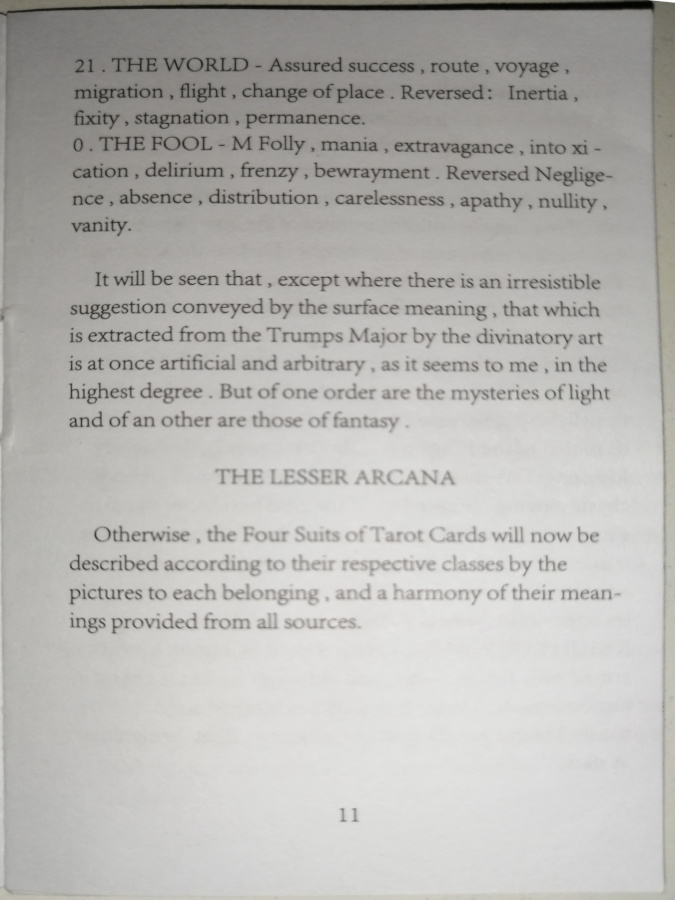 21 . THE WORLD - Assured success , route , voyage ,
migration , flight , change of place . Reversed : Inertia ,
fixity , stagnation , permanence.
0 . THE FOOL - M Folly , mania , extravagance , into xi -
cation , delirium , frenzy , bewrayment . Reversed Neglige-
nce , absence , distribution , carelessness , apathy , nullity ,
vanity.
It will be seen that , except where there is an irresistible
suggestion conveyed by the surface meaning , that which
is extracted from the Trumps Major by the divinatory art
is at once artificial and arbitrary , as it seems to me , in the
highest degree . But of one order are the mysteries of light
and of an other are those of fantasy .
THE LESSER ARCANA
Otherwise , the Four Suits of Tarot Cards will now be
described according to their respective classes by the
pictures to each belonging , and a harmony of their mean-
ings provided from all sources.
11